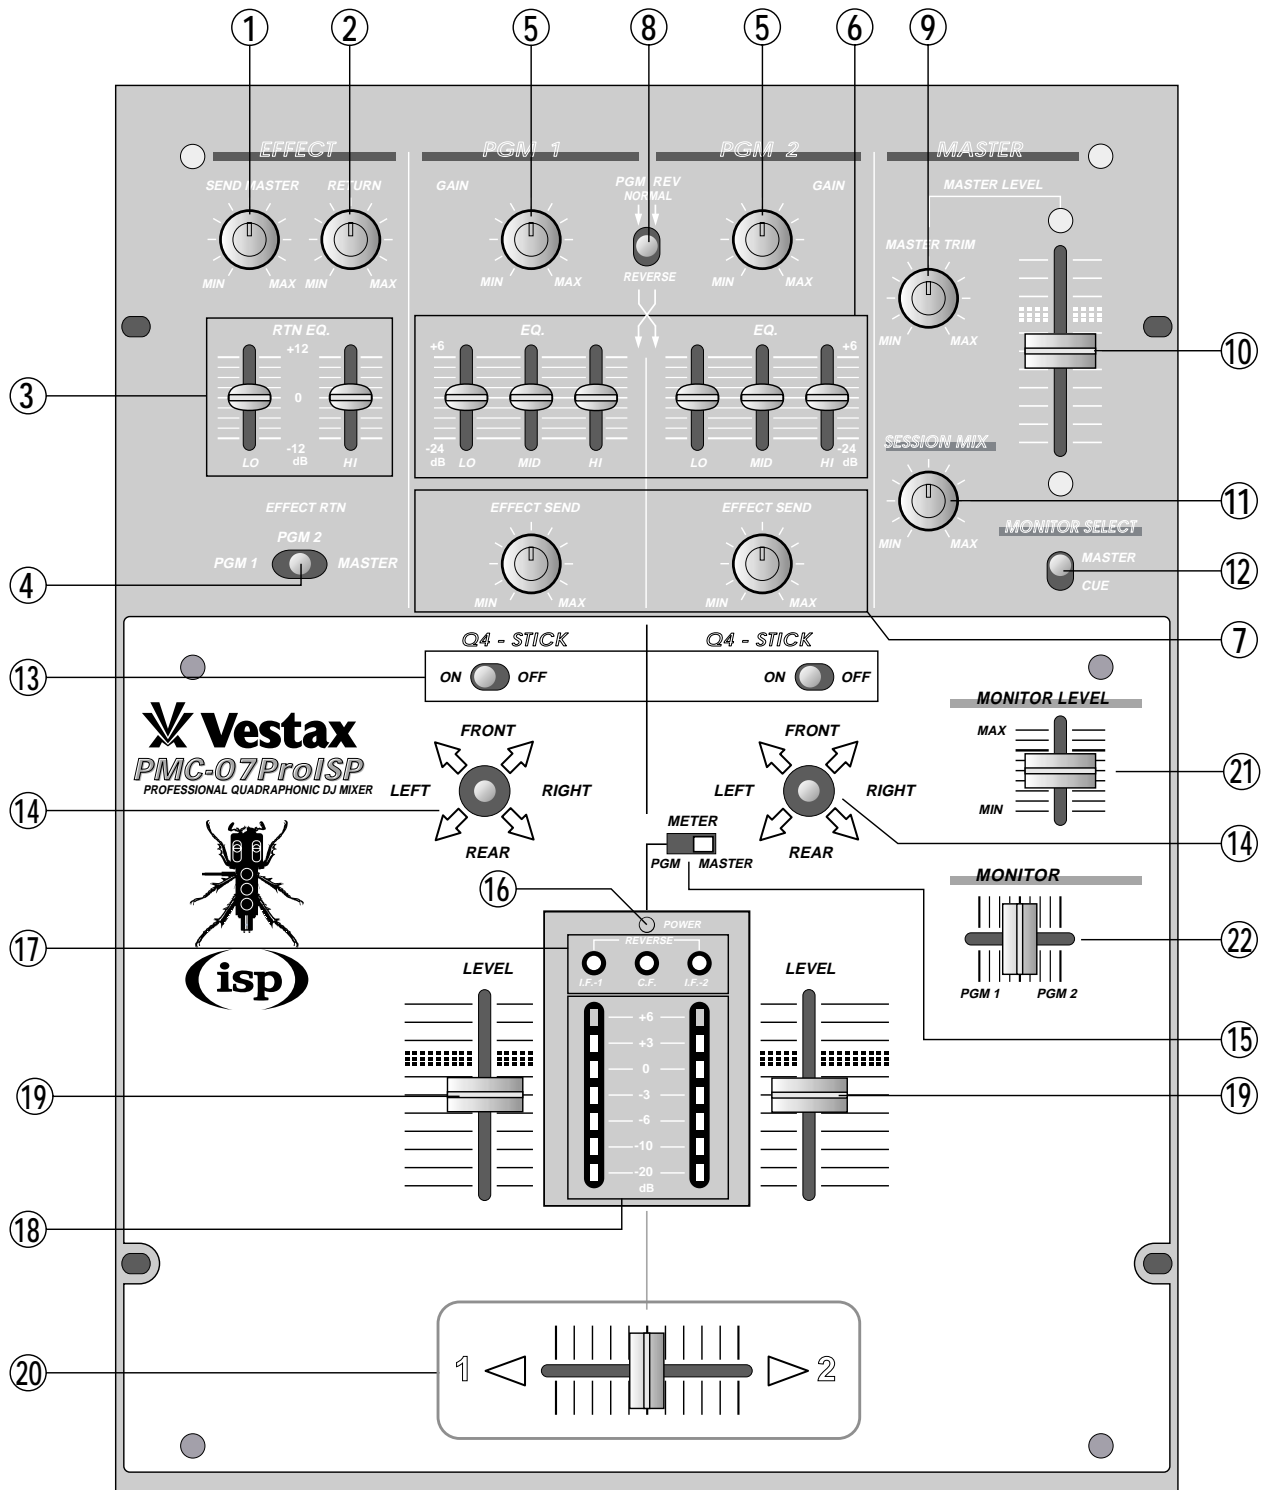 1 2 5 8 5 6 9
EFFECT PGM 1 PGM 2 MASTER
SEND MASTER RETURN GAIN PGM REV GAIN MASTER LEVEL
NORMAL
MASTER TRIM
MIN MAX MIN MAX MIN MAX REVERSE MIN MAX
RTN EQ. EQ. EQ.
+12 +6 +6
MIN MAX
10
3
0
-12 -24 -24
dB dB dB
LO HI LO MID HI LO MID HI
SESSION MIX
11
EFFECT RTN EFFECT SEND EFFECT SEND
PGM 2
PGM 1 MASTER
MIN MAX
MONITOR SELECT
MASTER
CUE
12
4
MIN MAX MIN MAX
7
Q4 - STICK Q4 - STICK
13
ON OFF ON OFF
MONITOR LEVEL
MAX
MIN
21
Vestax
PMC-07ProISP
PROFESSIONAL QUADRAPHONIC DJ MIXER
FRONT
LEFT RIGHT
REAR
FRONT
LEFT RIGHT
REAR
14
14
METER
PGM MASTER
MONITOR
PGM 1 PGM 2
22
16
POWER
17
REVERSE
I.F.-1 C.F. I.F.-2
isp
LEVEL LEVEL
15
+6
+3
0
-3
-6
-10
-20
dB
19 19
18
20
1 2